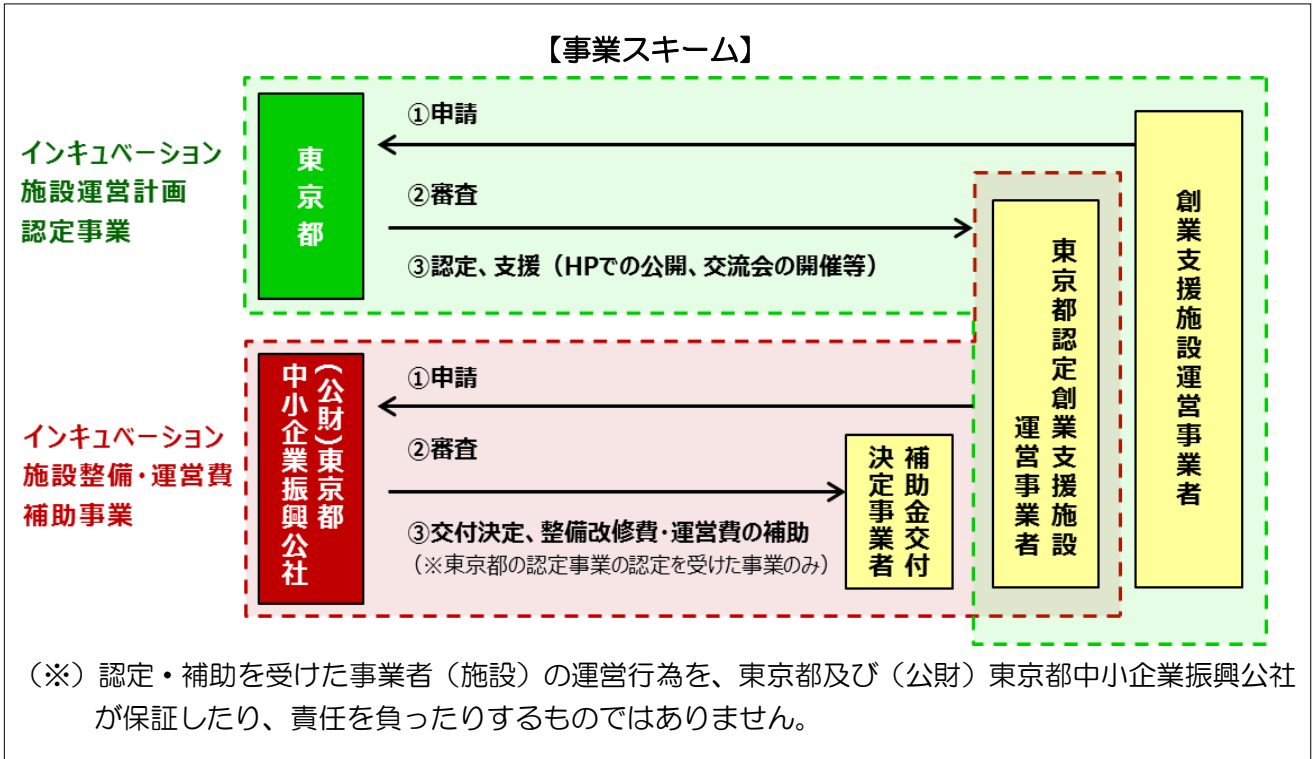 【事業スキーム】
インキュベーション
施設運営計画
認定事業
東京都
①申請
②審査
③認定、支援（HPでの公開、交流会の開催等）
東京都認定創業支援施設
運営事業者
創業支援施設運営事業者
インキュベーション
施設整備・運営費
補助事業
（公財）東京都
中小企業振興公社
①申請
②審査
③交付決定、整備改修費・運営費の補助
（※東京都の認定事業の認定を受けた事業のみ）
補助金交付
決定事業者
（※）認定・補助を受けた事業者（施設）の運営行為を、東京都及び（公財）東京都中小企業振興公社
が保証したり、責任を負ったりするものではありません。